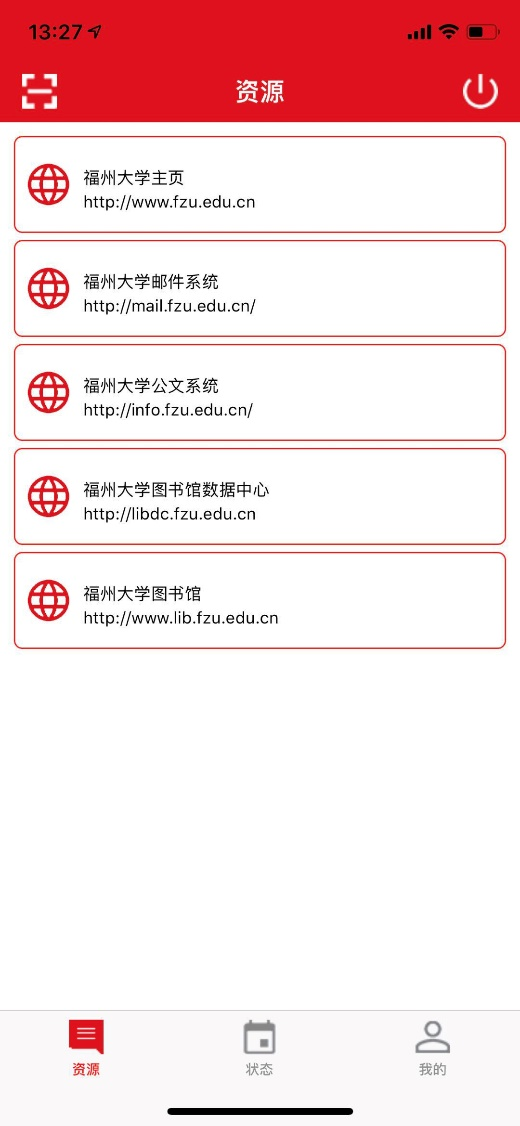 13:27
资源
福州大学主页
http://www.fzu.edu.cn
福州大学邮件系统
http://mail.fzu.edu.cn/
福州大学公文系统
http://info.fzu.edu.cn/
福州大学图书馆数据中心
http://libdc.fzu.edu.cn
福州大学图书馆
http://www.lib.fzu.edu.cn
资源
状态
我的